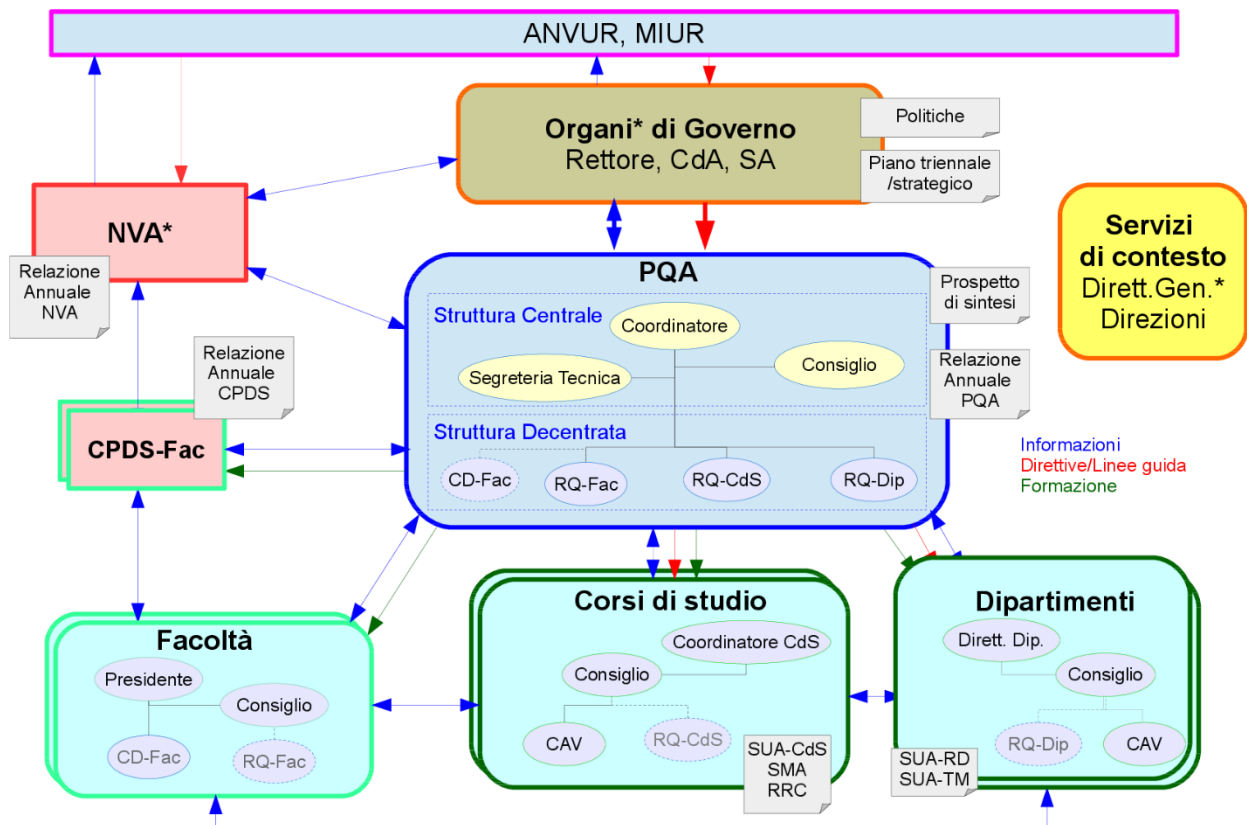 ANVUR, MIUR
Organi* di Governo
Rettore, CdA, SA
Politiche
Piano triennale
/strategico
NVA*
Relazione
Annuale
NVA
Servizi
di contesto
Dirett.Gen.*
Direzioni
PQA
Struttura Centrale
Coordinatore
Segreteria Tecnica
Consiglio
Prospetto
di sintesi
Relazione
Annuale
PQA
Relazione
Annuale
CPDS
CPDS-Fac
Struttura Decentrata
CD-Fac
RQ-Fac
RQ-CdS
RQ-Dip
Informazioni
Direttive/Linee guida
Formazione
Facoltà
Presidente
Consiglio
CD-Fac
RQ-Fac
Corsi di studio
Coordinatore CdS
Consiglio
CAV
RQ-CdS
SUA-CdS
SMA
RRC
Dipartimenti
Dirett. Dip.
Consiglio
RQ-Dip
CAV
SUA-RD
SUA-TM